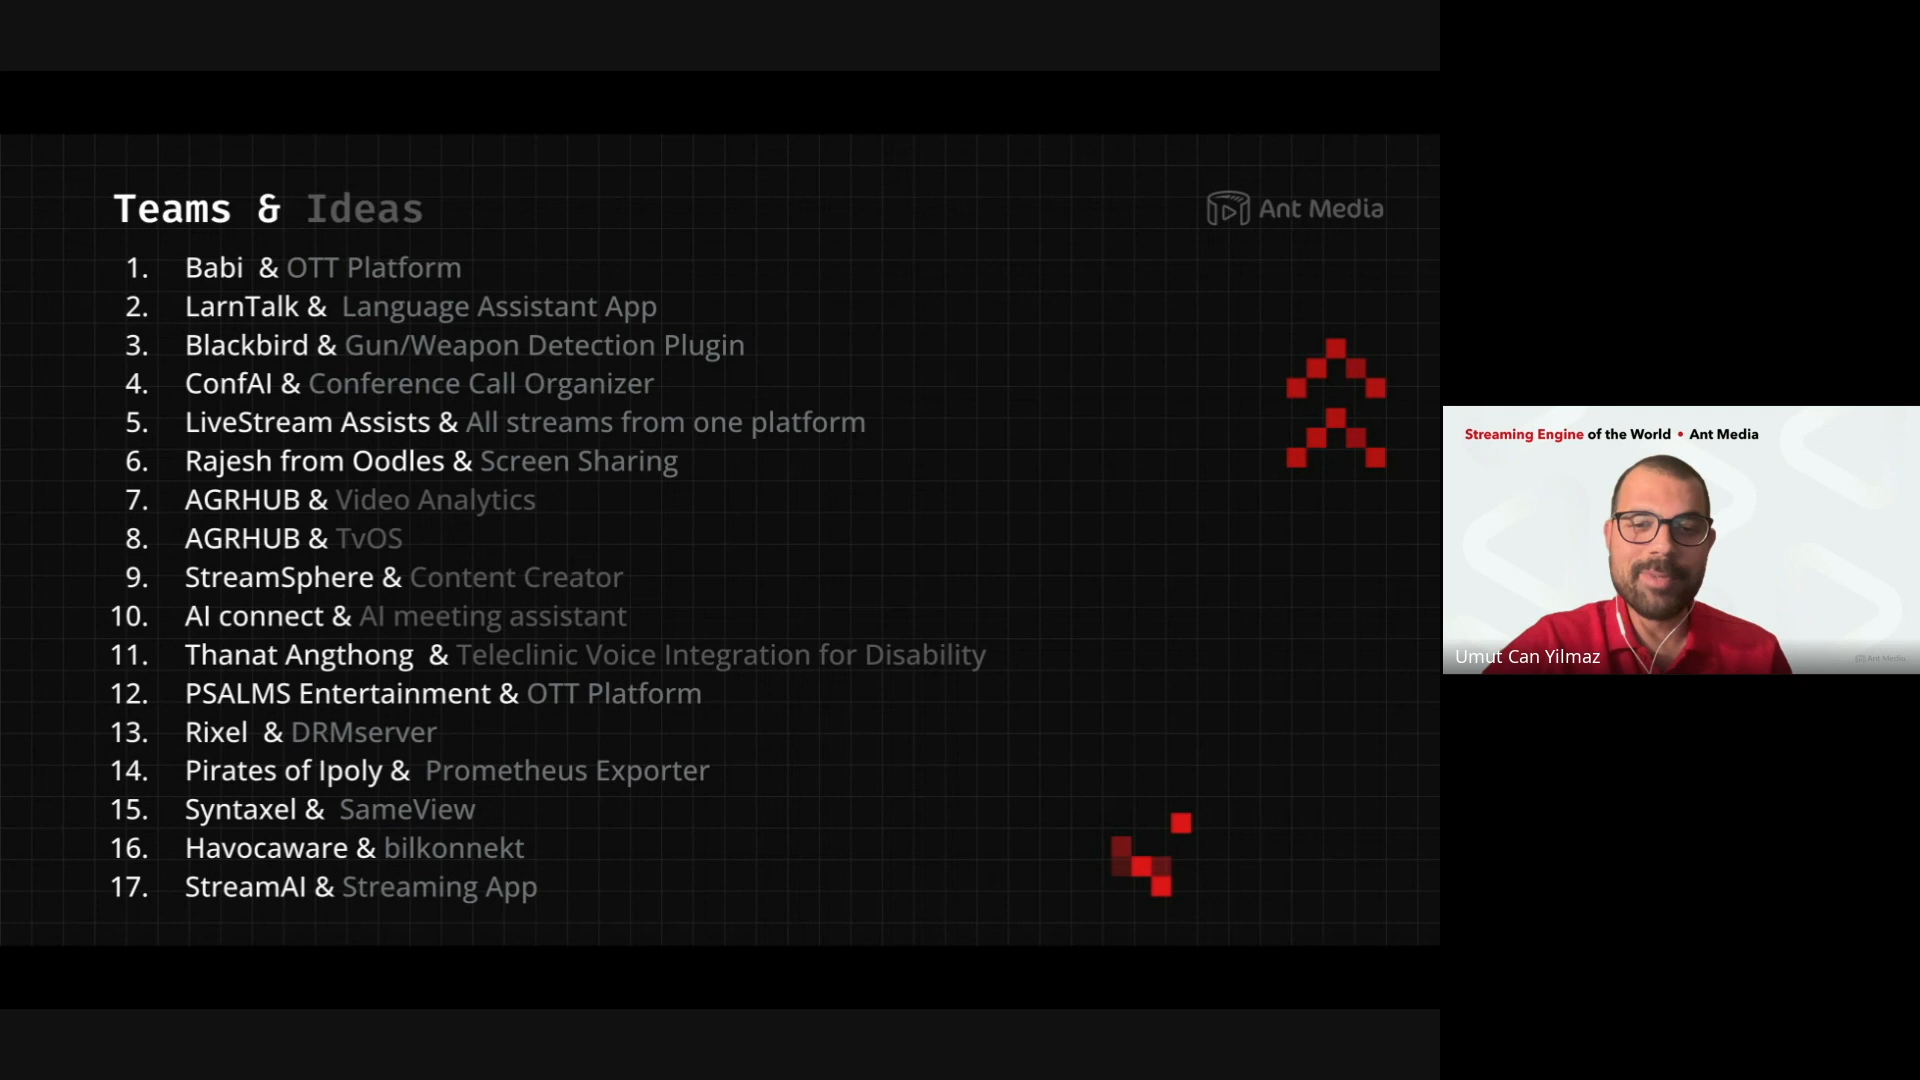 Teams & Ideas
Ant Media
1. Babi & OTT Platform
2. LarnTalk & Language Assistant App
3. Blackbird & Gun/Weapon Detection Plugin
4. ConfAI & Conference Call Organizer
5. LiveStream Assists & All streams from one platform
6. Rajesh from Oodles & Screen Sharing
7. AGRHUB & Video Analytics
8. AGRHUB & TvOS
9. StreamSphere & Content Creator
10. AI connect & AI meeting assistant
11. Thanat Angthong & Teleclinic Voice Integration for Disability
12. PSALMS Entertainment & OTT Platform
13. Rixel & DRMserver
14. Pirates of Ipoly & Prometheus Exporter
15. Syntaxel & SameView
16. Havocaware & bilkonnekt
17. StreamAI & Streaming App
Streaming Engine of the World • Ant Media
Umut Can Yilmaz
Ant Media